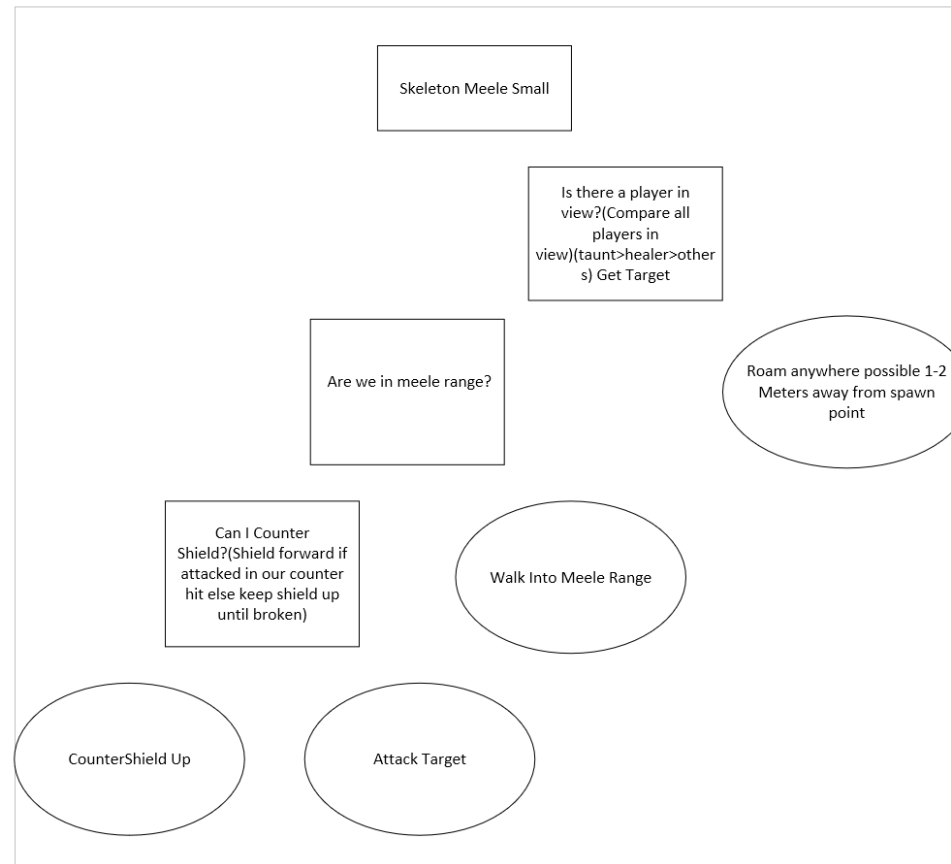 Skeleton Meele Small
Is there a player in
view?(Compare all
players in
view)(taunt>healer>other
s) Get Target
Are we in meele range?
Roam anywhere possible 1-2
Meters away from spawn
point
Can I Counter
Shield?(Shield forward if
attacked in our counter
hit else keep shield up
until broken)
Walk Into Meele Range
CounterShield Up
Attack Target